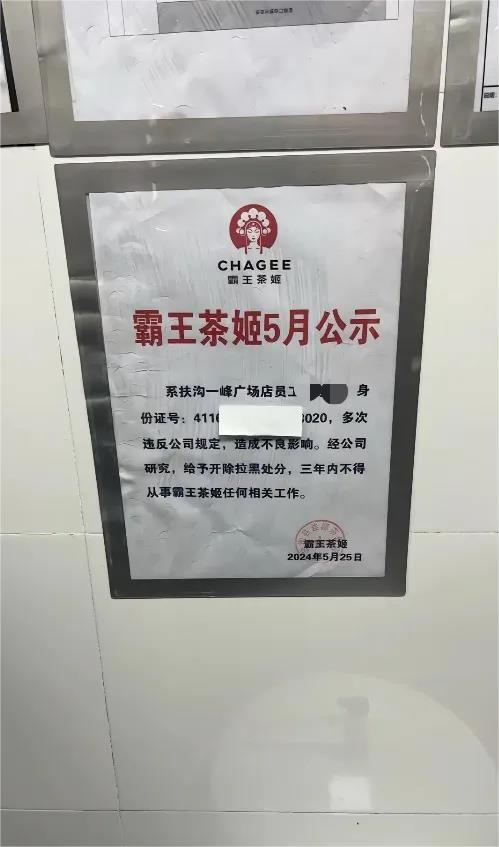 CHAGEE
霸王茶姬
霸王茶姬5月公示
系扶沟一峰广场店员工 身
份证号：4116 3020，多次
违反公司规定，造成不良影响。经公司
研究，给予开除拉黑处分，三年内不得
从事霸王茶姬任何相关工作。
霸王茶姬
2024年5月25日